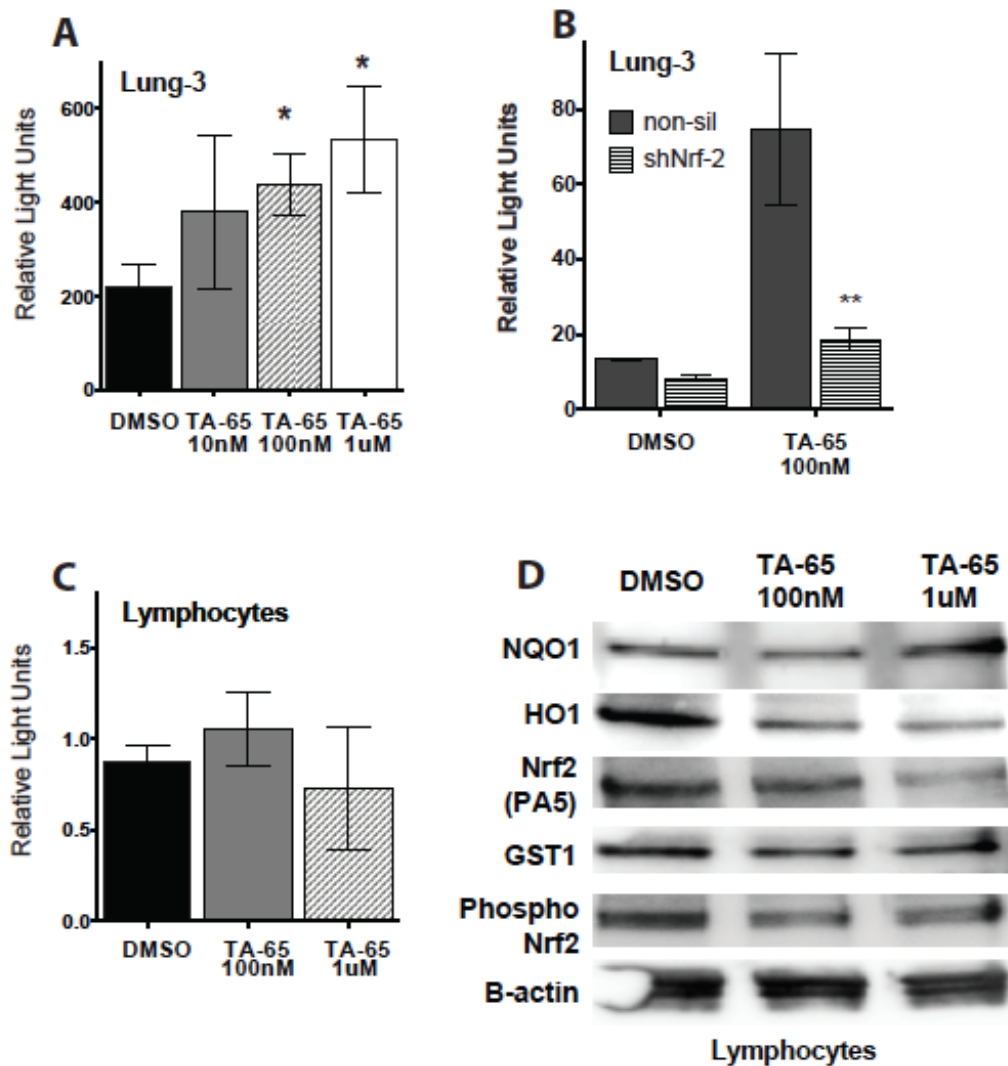 A
Lung-3
*
*
Relative Light Units
600
400
200
0
DMSO
TA-65
10nM
TA-65
100nM
TA-65
1uM
B
Lung-3
non-sil
shNrf-2
**
Relative Light Units
80
60
40
20
0
DMSO
TA-65
100nM
C
Lymphocytes
Relative Light Units
1.5
1.0
0.5
0.0
DMSO
TA-65
100nM
TA-65
1uM
D
DMSO
TA-65
100nM
TA-65
1uM
NQO1
HO1
Nrf2
(PA5)
GST1
Phospho
Nrf2
B-actin
Lymphocytes